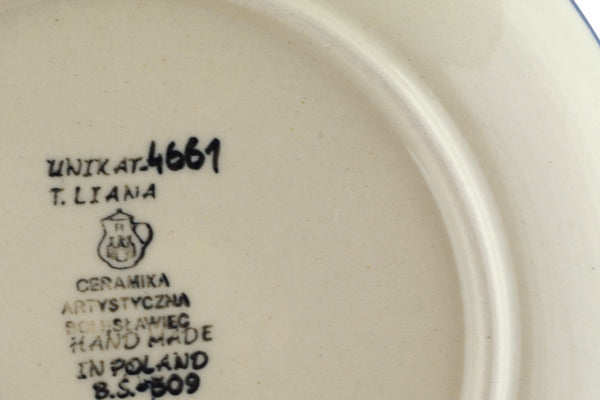 UNIKAT-4661
T. LIANA
R
CERAMIKA
ARTYSTYCZNA
BOLESŁAWIEC
HAND MADE
IN POLAND
B.S.-509